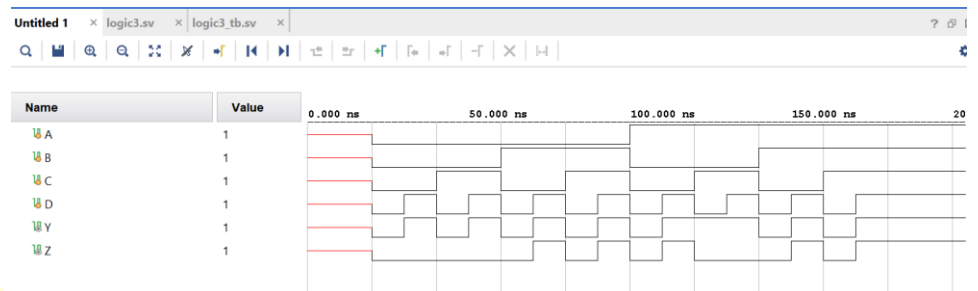 Untitled 1 × logic3.sv × logic3_tb.sv ×
Name Value
0.000 ns 50.000 ns 100.000 ns 150.000 ns 20
A 1
B 1
C 1
D 1
Y 1
Z 1